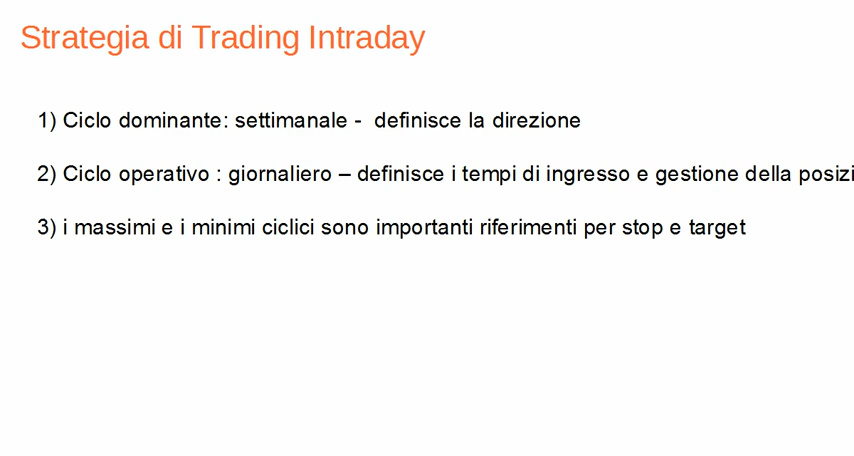 Strategia di Trading Intraday
1) Ciclo dominante: settimanale -  definisce la direzione
2) Ciclo operativo : giornaliero – definisce i tempi di ingresso e gestione della posizi
3) i massimi e i minimi ciclici sono importanti riferimenti per stop e target